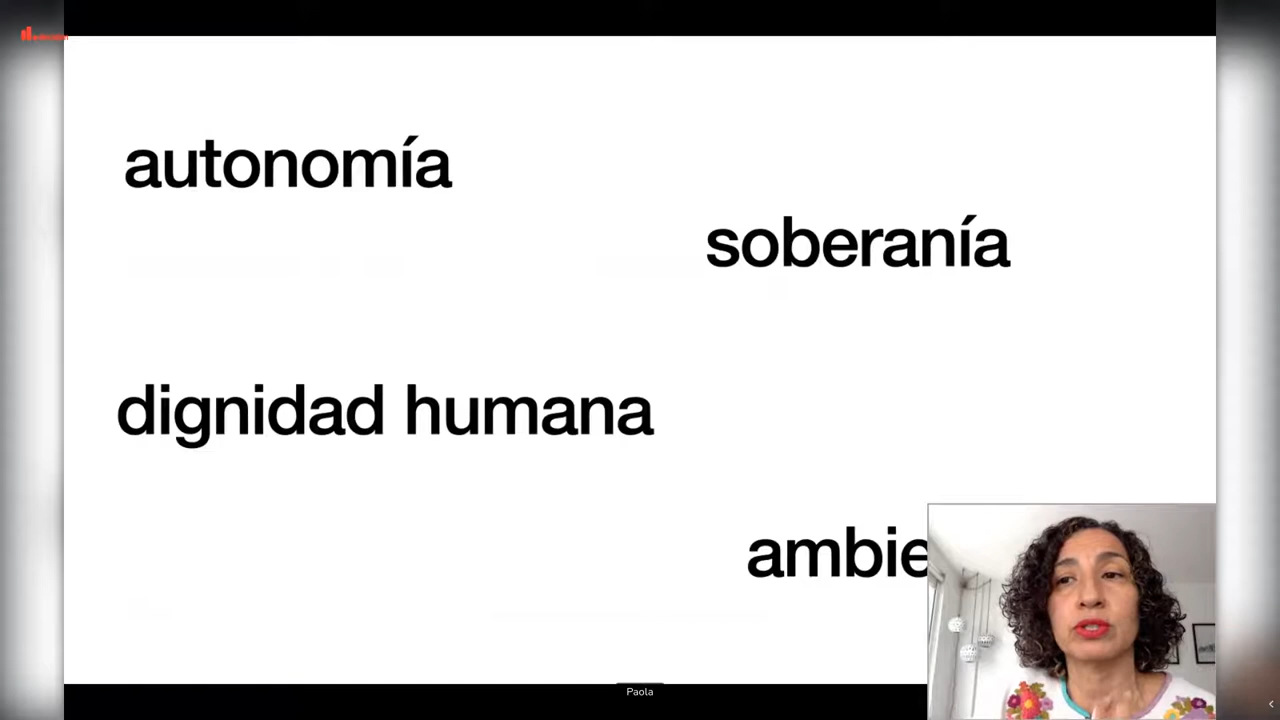 autonomía
soberanía
dignidad humana
ambie
Paola